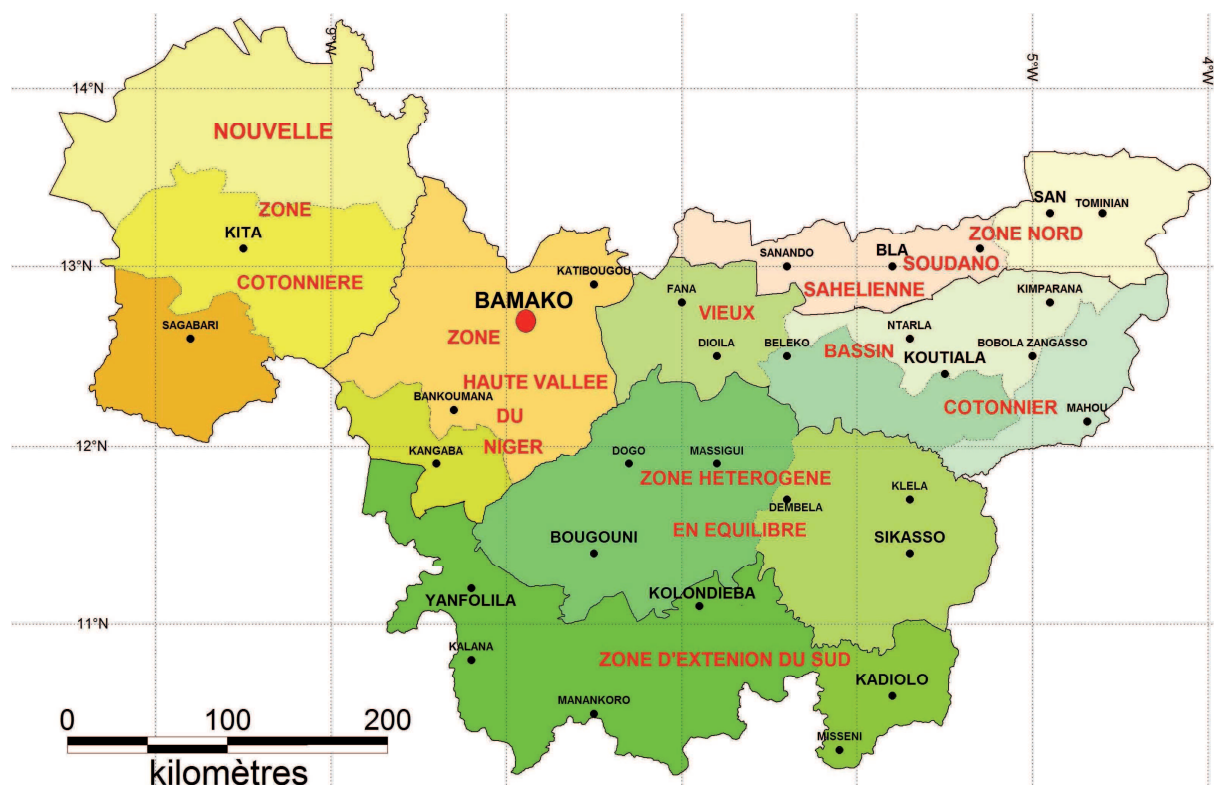 9°W
5°W
4°W
14°N
NOUVELLE
ZONE
KITA
COTONNIERE
13°N
SAGABARI
SAN
TOMINIAN
ZONE NORD
SANANDO
BLA
SOUDANO
SAHELIENNE
KATIBOUGOU
BAMAKO
ZONE
HAUTE VALLEE
DU
NIGER
BANKOUMANA
KANGABA
FANA
VIEUX
DIOILA
BELEKO
BASSIN
NTARLA
KOUTIALA
KIMPARANA
BOBOLA ZANGASSO
COTONNIER
MAHOU
12°N
DOGO
MASSIGUI
ZONE HETEROGENE
DEMBELA
EN EQUILIBRE
KLELA
SIKASSO
BOUGOUNI
YANFOLILA
KOLONDIEBA
11°N
KALANA
ZONE D'EXTENION DU SUD
KADIOLO
MANANKORO
MISSENI
0 100 200
kilomètres